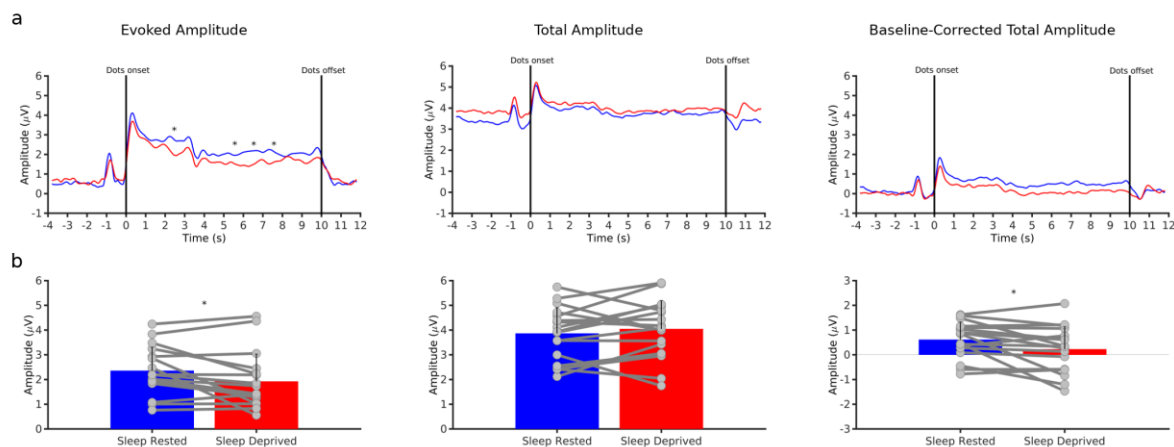 a
Evoked Amplitude
Total Amplitude
Baseline-Corrected Total Amplitude
Dots onset
Dots offset
Amplitude (μV)
6
5
4
3
2
1
0
-1
* * * *
-4 -3 -2 -1 0 1 2 3 4 5 6 7 8 9 10 11 12
Time (s)
Dots onset
Dots offset
Amplitude (μV)
6
5
4
3
2
1
0
-1
-4 -3 -2 -1 0 1 2 3 4 5 6 7 8 9 10 11 12
Time (s)
Dots onset
Dots offset
Amplitude (μV)
6
5
4
3
2
1
0
-1
-4 -3 -2 -1 0 1 2 3 4 5 6 7 8 9 10 11 12
Time (s)
b
Amplitude (μV)
6
5
4
3
2
1
0
*
Sleep Rested Sleep Deprived
Amplitude (μV)
6
5
4
3
2
1
0
Sleep Rested Sleep Deprived
Amplitude (μV)
3
2
1
0
-1
-2
-3
*
Sleep Rested Sleep Deprived